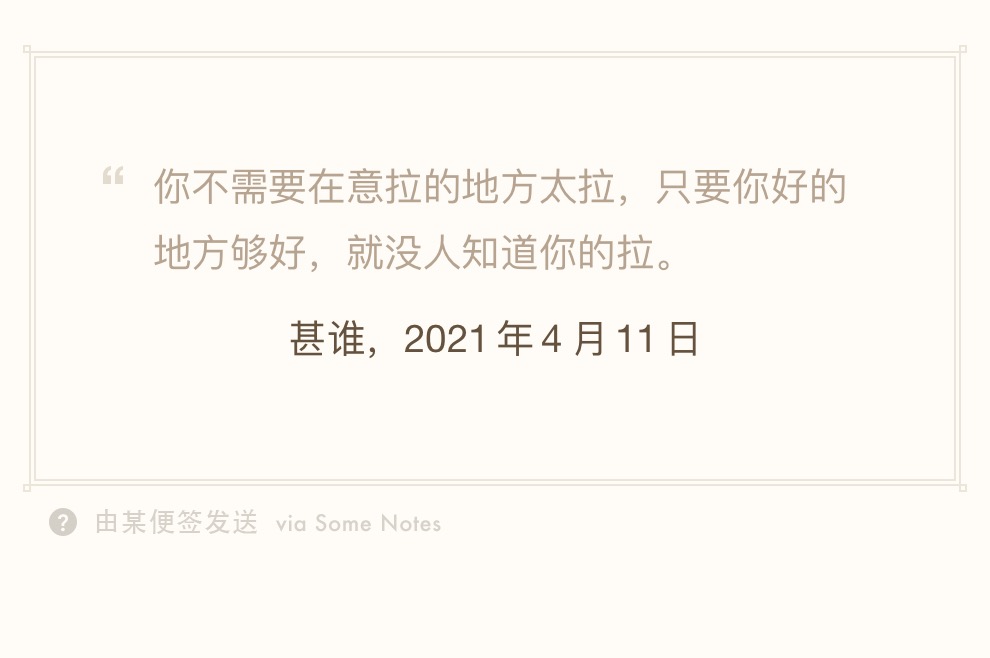 “ 你不需要在意拉的地方太拉，只要你好的
地方够好，就没人知道你的拉。
甚谁，2021 年 4 月 11 日
? 由某便签发送 via Some Notes